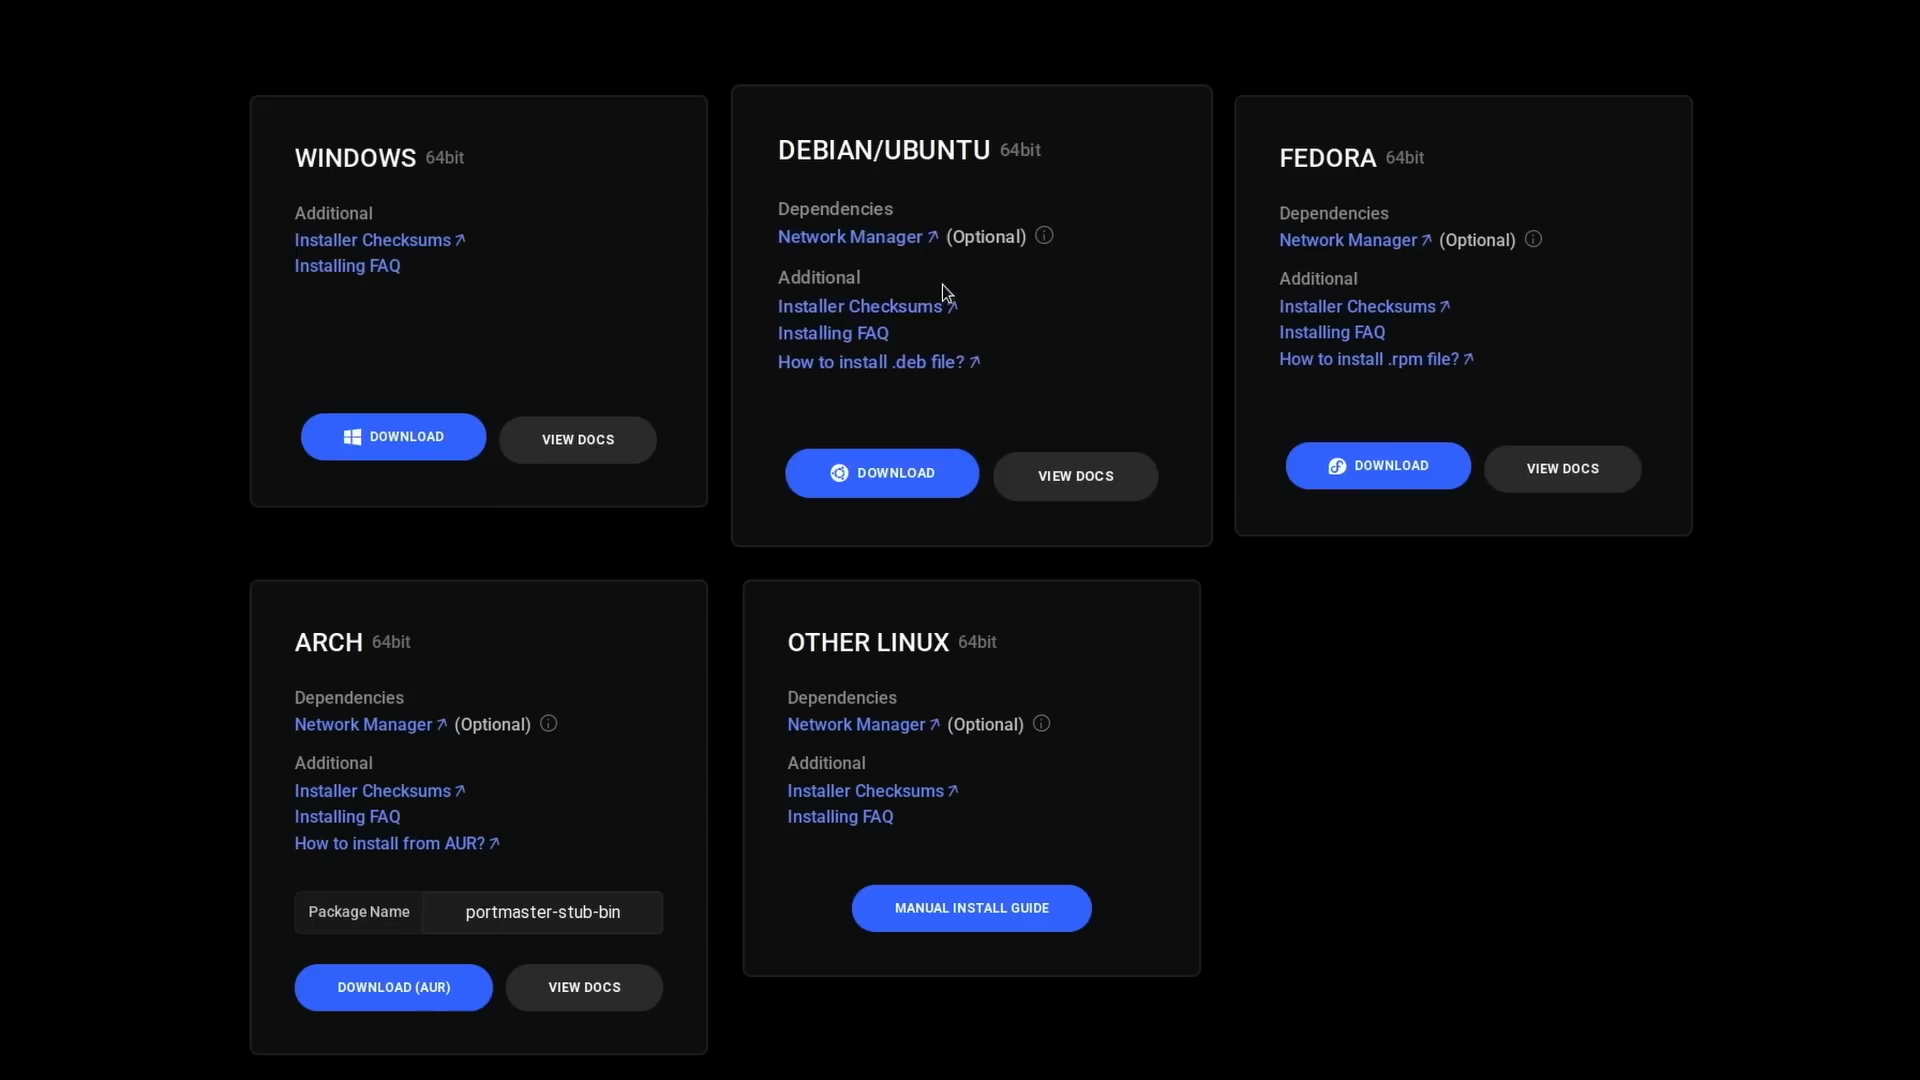 WINDOWS 64bit
Additional
Installer Checksums ↗
Installing FAQ
DOWNLOAD
VIEW DOCS
DEBIAN/UBUNTU 64bit
Dependencies
Network Manager ↗ (Optional)
Additional
Installer Checksums ↗
Installing FAQ
How to install .deb file? ↗
DOWNLOAD
VIEW DOCS
FEDORA 64bit
Dependencies
Network Manager ↗ (Optional)
Additional
Installer Checksums ↗
Installing FAQ
How to install .rpm file? ↗
DOWNLOAD
VIEW DOCS
ARCH 64bit
Dependencies
Network Manager ↗ (Optional)
Additional
Installer Checksums ↗
Installing FAQ
How to install from AUR? ↗
Package Name portmaster-stub-bin
DOWNLOAD (AUR)
VIEW DOCS
OTHER LINUX 64bit
Dependencies
Network Manager ↗ (Optional)
Additional
Installer Checksums ↗
Installing FAQ
MANUAL INSTALL GUIDE